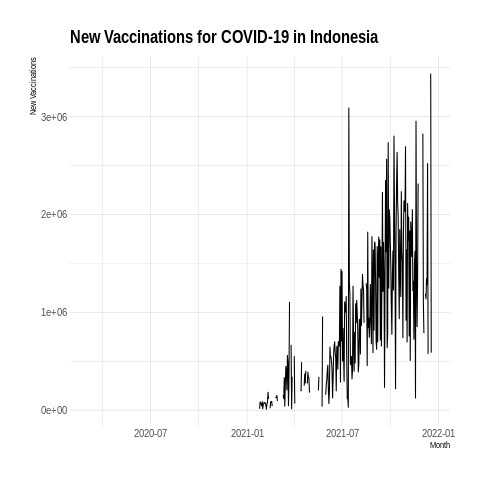 New Vaccinations for COVID-19 in Indonesia
New Vaccinations
3e+06
2e+06
1e+06
0e+00
2020-07 2021-01 2021-07 2022-01
Month